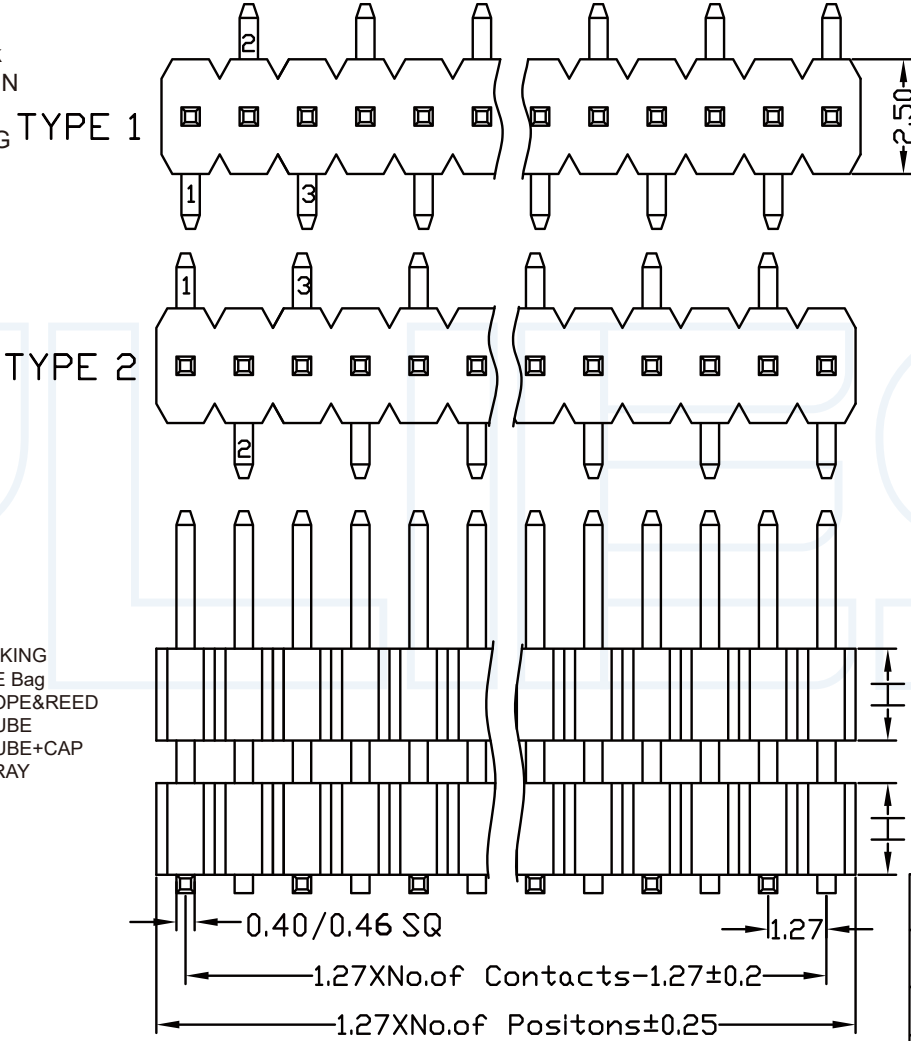 N
G
TYPE 1
2
1
3
2.50
TYPE 2
1
3
2
KING
E Bag
OPE&REED
UBE
UBE+CAP
RAY
0.40/0.46 SQ
1.27
1.27XNo.of Contacts-1.27±0.2
1.27XNo.of Positons±0.25